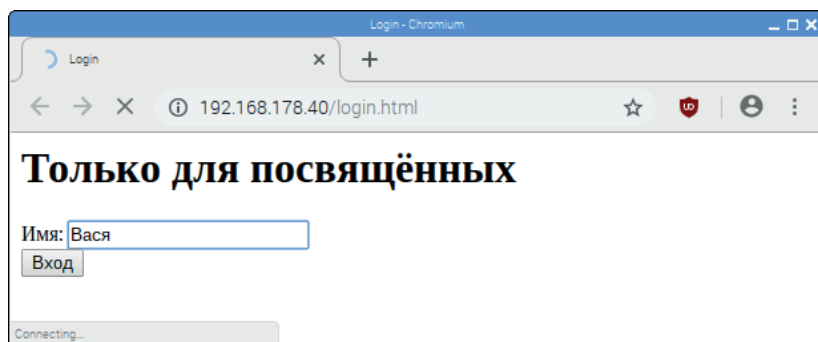 Login - Chromium
Login
192.168.178.40/login.html
Только для посвящённых
Имя: Вася
Вход
Connecting...